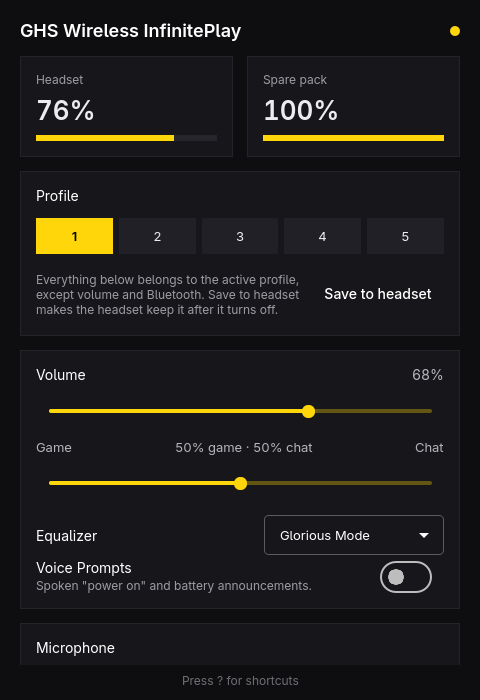 GHS Wireless InfinitePlay
Headset
76%
Spare pack
100%
Profile
1 2 3 4 5
Everything below belongs to the active profile,
except volume and Bluetooth. Save to headset
makes the headset keep it after it turns off.
Save to headset
Volume 68%
Game 50% game · 50% chat Chat
Equalizer Glorious Mode
Voice Prompts
Spoken "power on" and battery announcements.
Microphone
Press ? for shortcuts